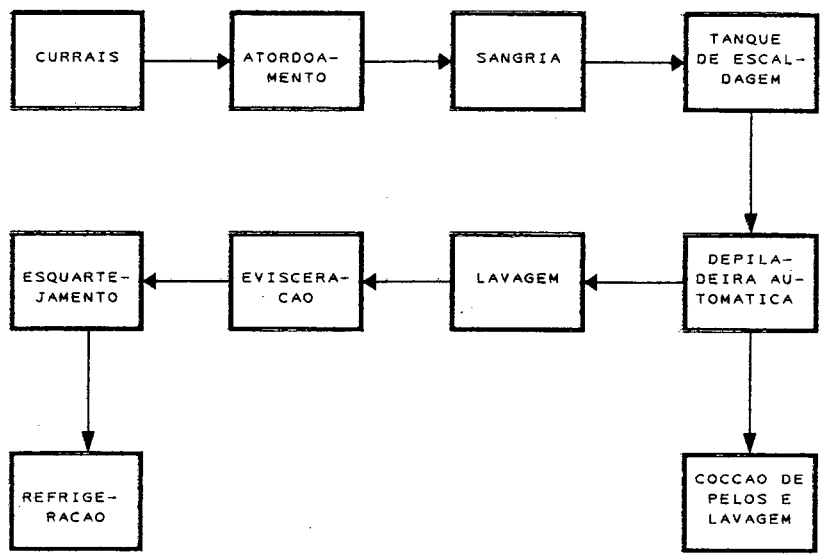 CURRAIS
ATORDOA-
MENTO
SANGRIA
TANQUE
DE ESCAL-
DAGEM
ESQUARTE-
JAMENTO
EVISCERA-
CAO
LAVAGEM
DEPILA-
DEIRA AU-
TOMATICA
REFRIGE-
RACAO
COCCAO DE
PELOS E
LAVAGEM